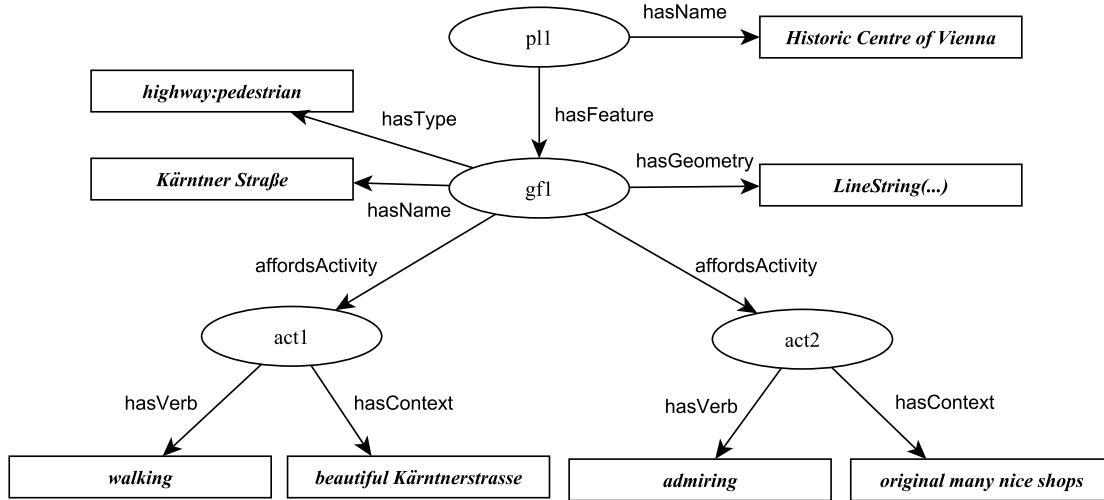 hasName
pl1
Historic Centre of Vienna
highway:pedestrian
hasType
hasFeature
Kärntner Straße
hasName
gf1
hasGeometry
LineString(...)
affordsActivity
affordsActivity
act1
act2
hasVerb
hasContext
hasVerb
hasContext
walking
beautiful Kärntnerstrasse
admiring
original many nice shops